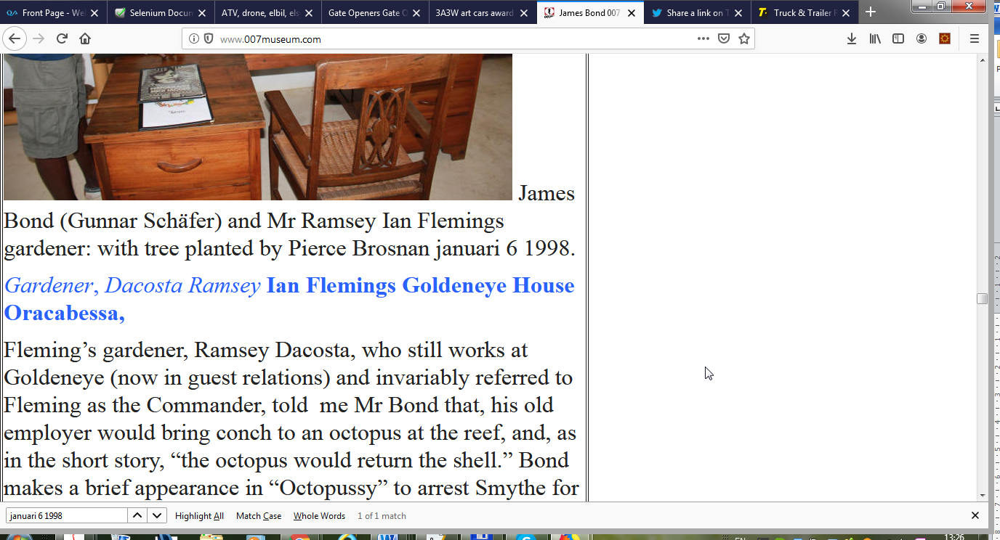 Front Page - Wel
Selenium Docum
ATV, drone, elbil, els
Gate Openers Gate O
3A3W art cars award
James Bond 007
Share a link on T
Truck & Trailer P
www.007museum.com
James
Bond (Gunnar Schäfer) and Mr Ramsey Ian Flemings
gardener: with tree planted by Pierce Brosnan januari 6 1998.
Gardener, Dacosta Ramsey Ian Flemings Goldeneye House
Oracabessa,
Fleming’s gardener, Ramsey Dacosta, who still works at
Goldeneye (now in guest relations) and invariably referred to
Fleming as the Commander, told  me Mr Bond that, his old
employer would bring conch to an octopus at the reef, and, as
in the short story, “the octopus would return the shell.” Bond
makes a brief appearance in “Octopussy” to arrest Smythe for
januari 6 1998
Highlight All
Match Case
Whole Words
1 of 1 match
EN
13:26